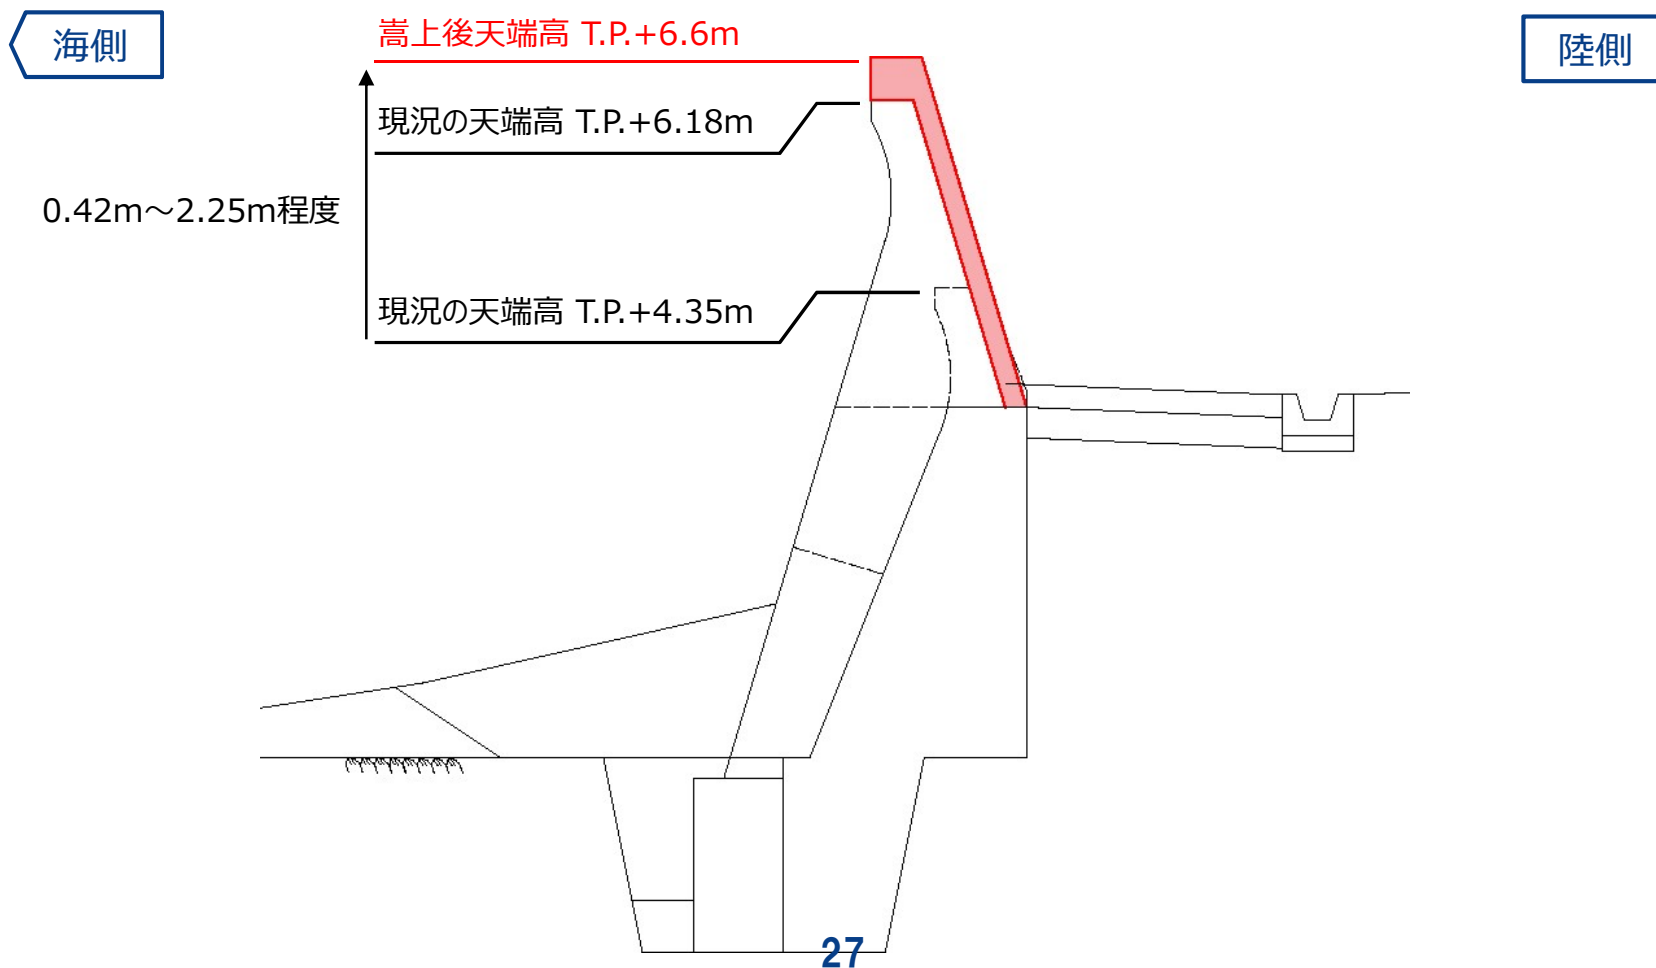 海側
嵩上後天端高 T.P.+6.6m
陸側
現況の天端高 T.P.+6.18m
0.42m～2.25m程度
現況の天端高 T.P.+4.35m
27